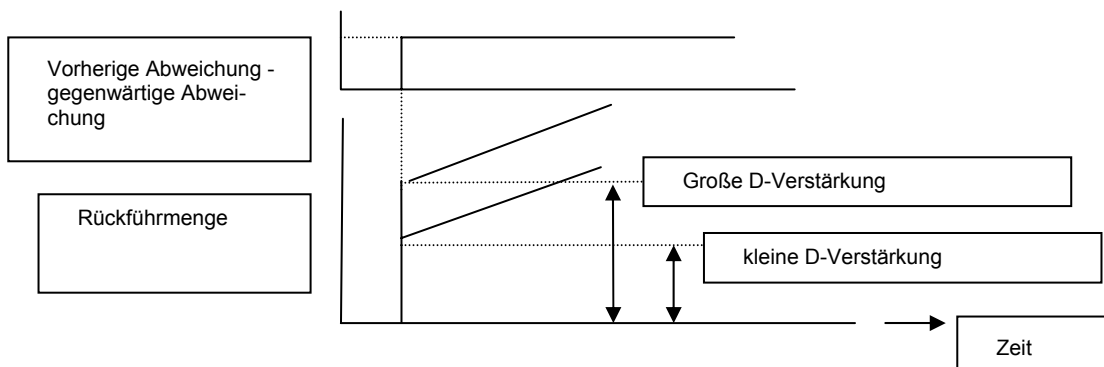 Vorherige Abweichung -
gegenwärtige Abwei-
chung
Große D-Verstärkung
Rückführmenge
kleine D-Verstärkung
Zeit